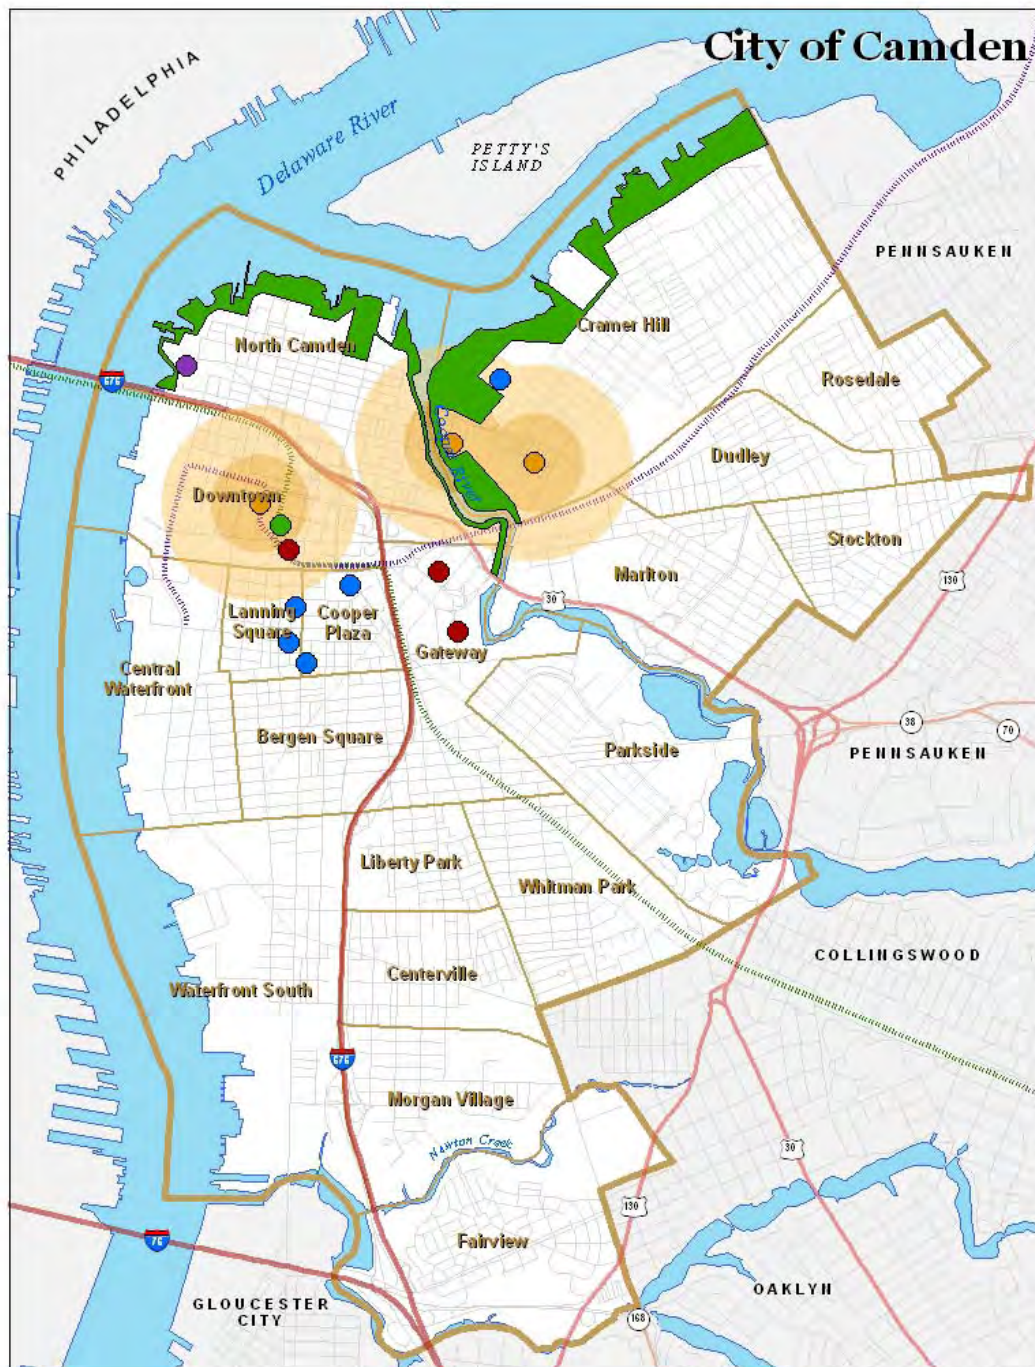 City of Camden
PHILADELPHIA
Delaware River
PETTY'S
ISLAND
PENNSAUKEN
North Camden
Cramer Hill
676
Rosedale
Cooper River
Dudley
Downtown
Stockton
Marlton
130
30
Lanning
Square
Cooper
Plaza
Gateway
Central
Waterfront
38
70
Bergen Square
Parkside
PENNSAUKEN
Liberty Park
Whitman Park
COLLINGSWOOD
Centerville
Waterfront South
676
Morgan Village
Newton Creek
30
130
76
Fairview
OAKLYN
GLOUCESTER
CITY
168